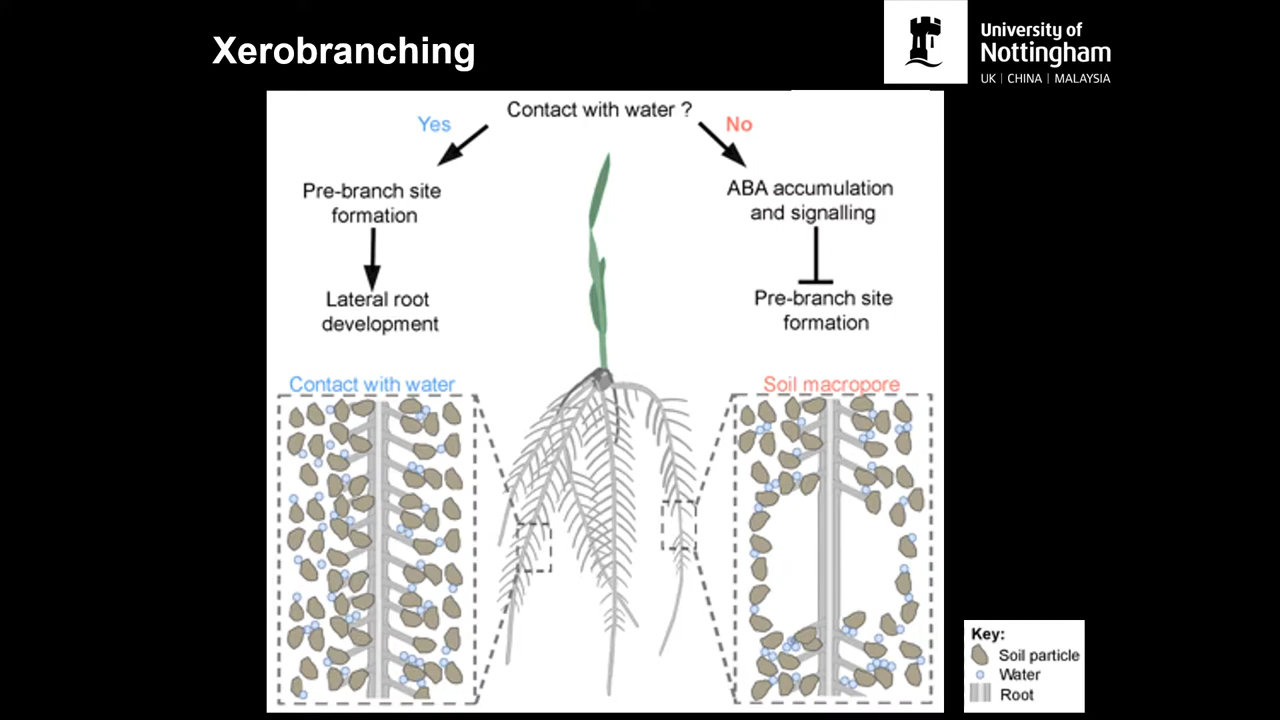 Xerobranching
University of
Nottingham
UK | CHINA | MALAYSIA
Contact with water ?
Yes
No
Pre-branch site
formation
ABA accumulation
and signalling
Lateral root
development
Pre-branch site
formation
Contact with water
Soil macropore
Key:
Soil particle
Water
Root